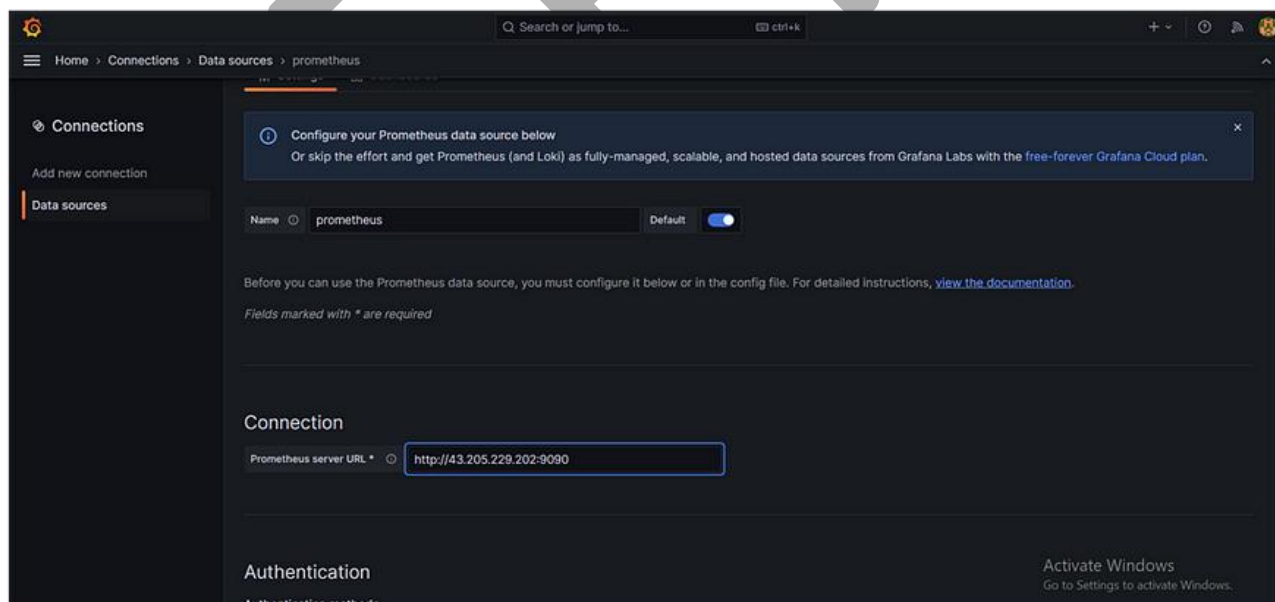 Search or jump to... ctrl+k
Home › Connections › Data sources › prometheus
Connections
Add new connection
Data sources
Configure your Prometheus data source below
Or skip the effort and get Prometheus (and Loki) as fully-managed, scalable, and hosted data sources from Grafana Labs with the free-forever Grafana Cloud plan.
Name prometheus Default
Before you can use the Prometheus data source, you must configure it below or in the config file. For detailed instructions, view the documentation.
Fields marked with * are required
Connection
Prometheus server URL * http://43.205.229.202:9090
Authentication
Activate Windows
Go to Settings to activate Windows.